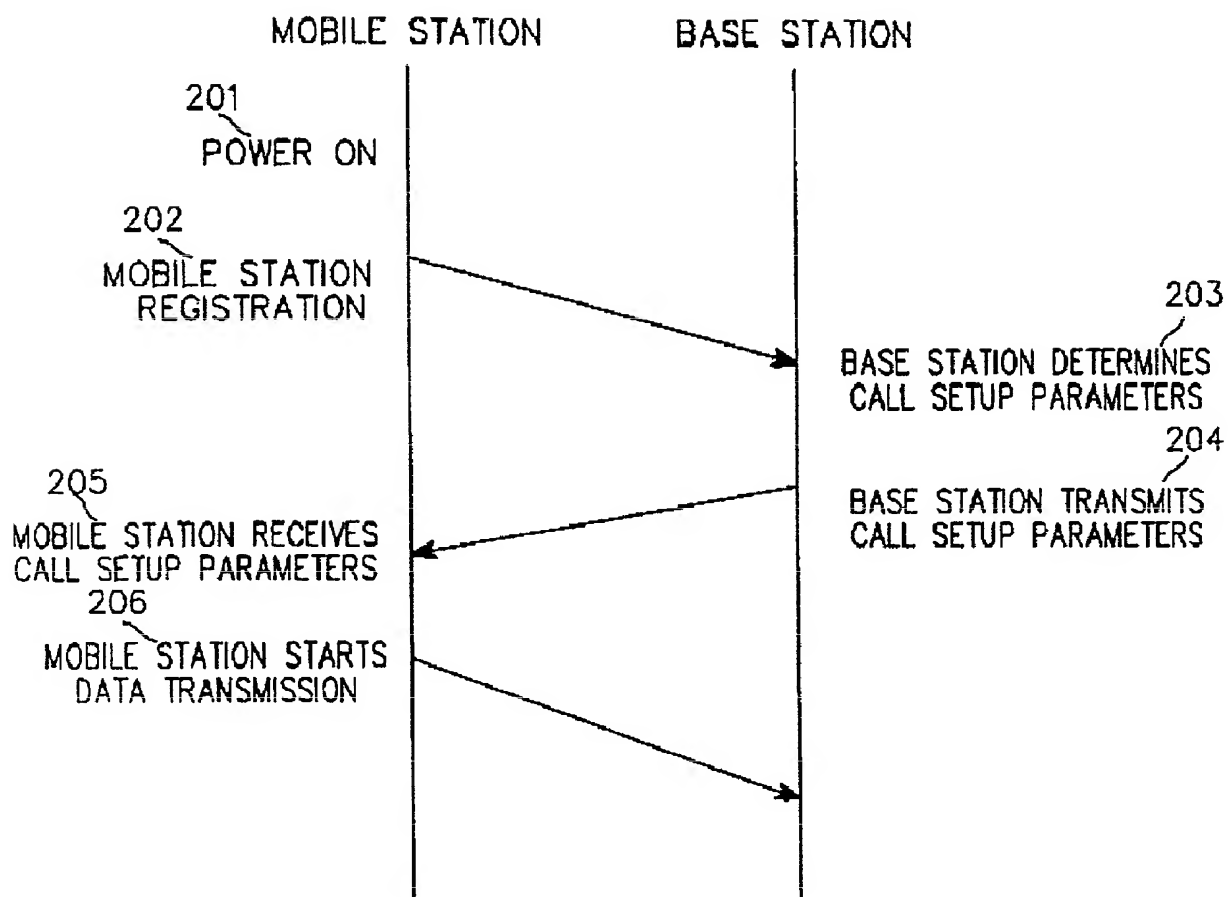 MOBILE STATION
BASE STATION
201
POWER ON
202
MOBILE STATION
REGISTRATION
203
BASE STATION DETERMINES
CALL SETUP PARAMETERS
204
BASE STATION TRANSMITS
CALL SETUP PARAMETERS
205
MOBILE STATION RECEIVES
CALL SETUP PARAMETERS
206
MOBILE STATION STARTS
DATA TRANSMISSION